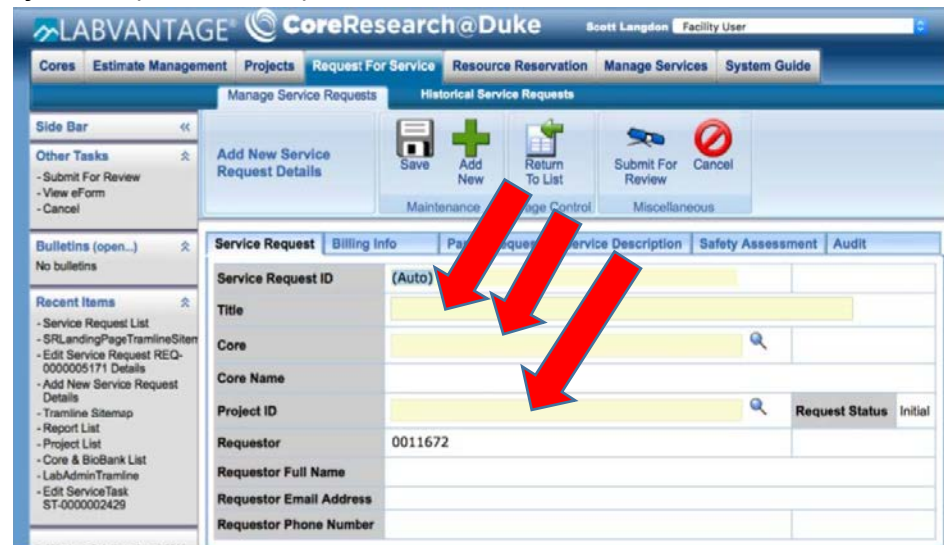 LABVANTAGE® CoreResearch@Duke Scott Langdon Facility User
Cores Estimate Management Projects Request For Service Resource Reservation Manage Services System Guide
Manage Service Requests Historical Service Requests
Side Bar «
Other Tasks
- Submit For Review
- View eForm
- Cancel
Add New Service
Request Details
Save
Add
New
Return
To List
Submit For
Review
Cancel
Maintenance Control Miscellaneous
Bulletins (open...)
No bulletins
Recent Items
- Service Request List
- SRLandingPageTramlineSitem
- Edit Service Request REQ-
0000005171 Details
- Add New Service Request
Details
- Tramline Sitemap
- Report List
- Project List
- Core & BioBank List
- LabAdminTramline
- Edit ServiceTask
ST-0000002429
Service Request Billing Info Description Safety Assessment Audit
Service Request ID (Auto)
Title
Core
Core Name
Project ID Request Status Initial
Requestor 0011672
Requestor Full Name
Requestor Email Address
Requestor Phone Number